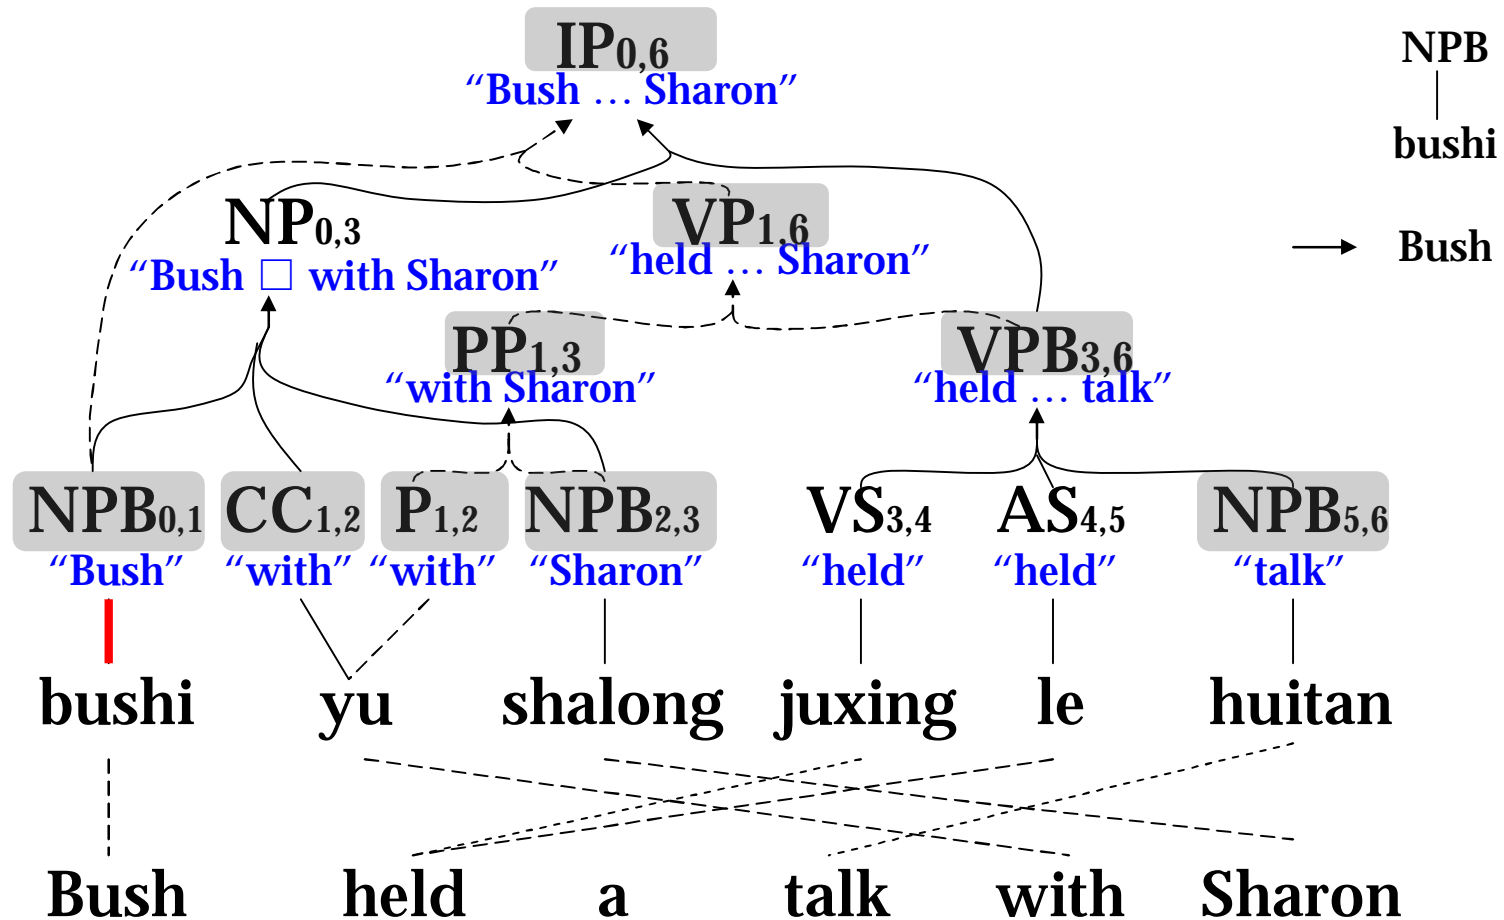 IP0,6
“Bush … Sharon”
NPB
bushi
NP0,3
“Bush □ with Sharon”
VP1,6
“held … Sharon”
→ Bush
PP1,3
“with Sharon”
VPB3,6
“held … talk”
NPB0,1 CC1,2 P1,2 NPB2,3 VS3,4 AS4,5 NPB5,6
“Bush” “with” “with” “Sharon” “held” “held” “talk”
bushi yu shalong juxing le huitan
Bush held a talk with Sharon